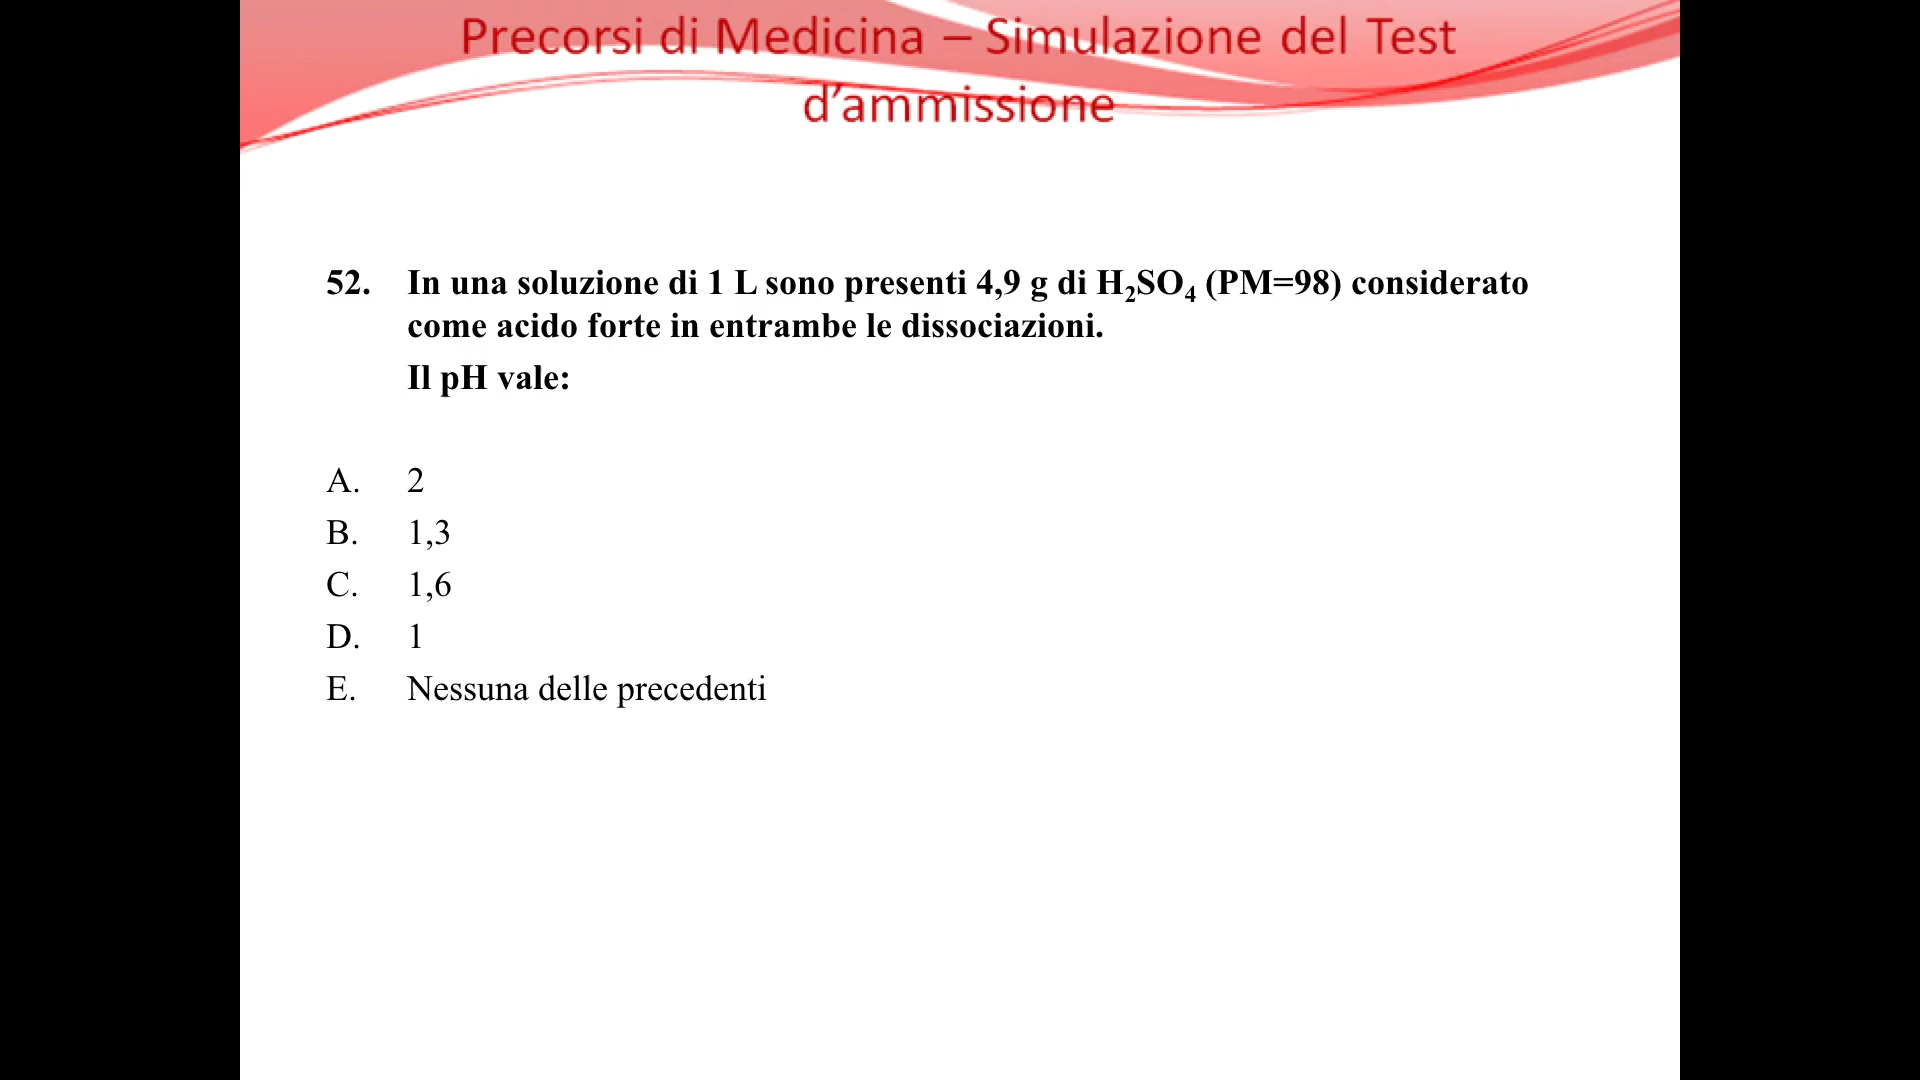 Precorsi di Medicina – Simulazione del Test
d’ammissione
52. In una soluzione di 1 L sono presenti 4,9 g di H₂SO₄ (PM=98) considerato
come acido forte in entrambe le dissociazioni.
Il pH vale:
A. 2
B. 1,3
C. 1,6
D. 1
E. Nessuna delle precedenti